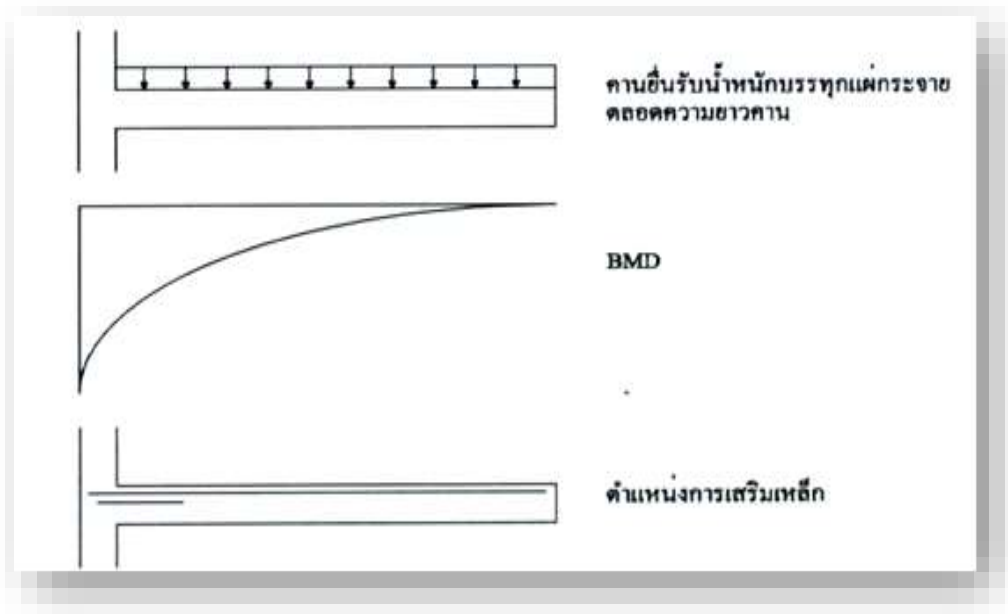 คานยื่นรับน้ำหนักบรรทุกแผ่กระจาย
ตลอดความยาวคาน
BMD
ตำแหน่งการเสริมเหล็ก